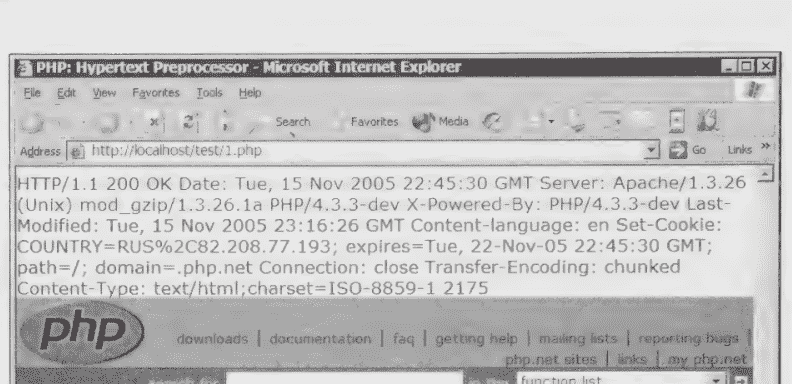 PHP: Hypertext Preprocessor - Microsoft Internet Explorer
File Edit View Favorites Tools Help
Search Favorites Media
Address http://localhost/test/1.php Go Links »
HTTP/1.1 200 OK Date: Tue, 15 Nov 2005 22:45:30 GMT Server: Apache/1.3.26
(Unix) mod_gzip/1.3.26.1a PHP/4.3.3-dev X-Powered-By: PHP/4.3.3-dev Last-
Modified: Tue, 15 Nov 2005 23:16:26 GMT Content-language: en Set-Cookie:
COUNTRY=RUS%2C82.208.77.193; expires=Tue, 22-Nov-05 22:45:30 GMT;
path=/; domain=.php.net Connection: close Transfer-Encoding: chunked
Content-Type: text/html;charset=ISO-8859-1 2175
php
downloads | documentation | faq | getting help | mailing lists | reporting bugs |
php.net sites | links | my php.net
search for in the function list